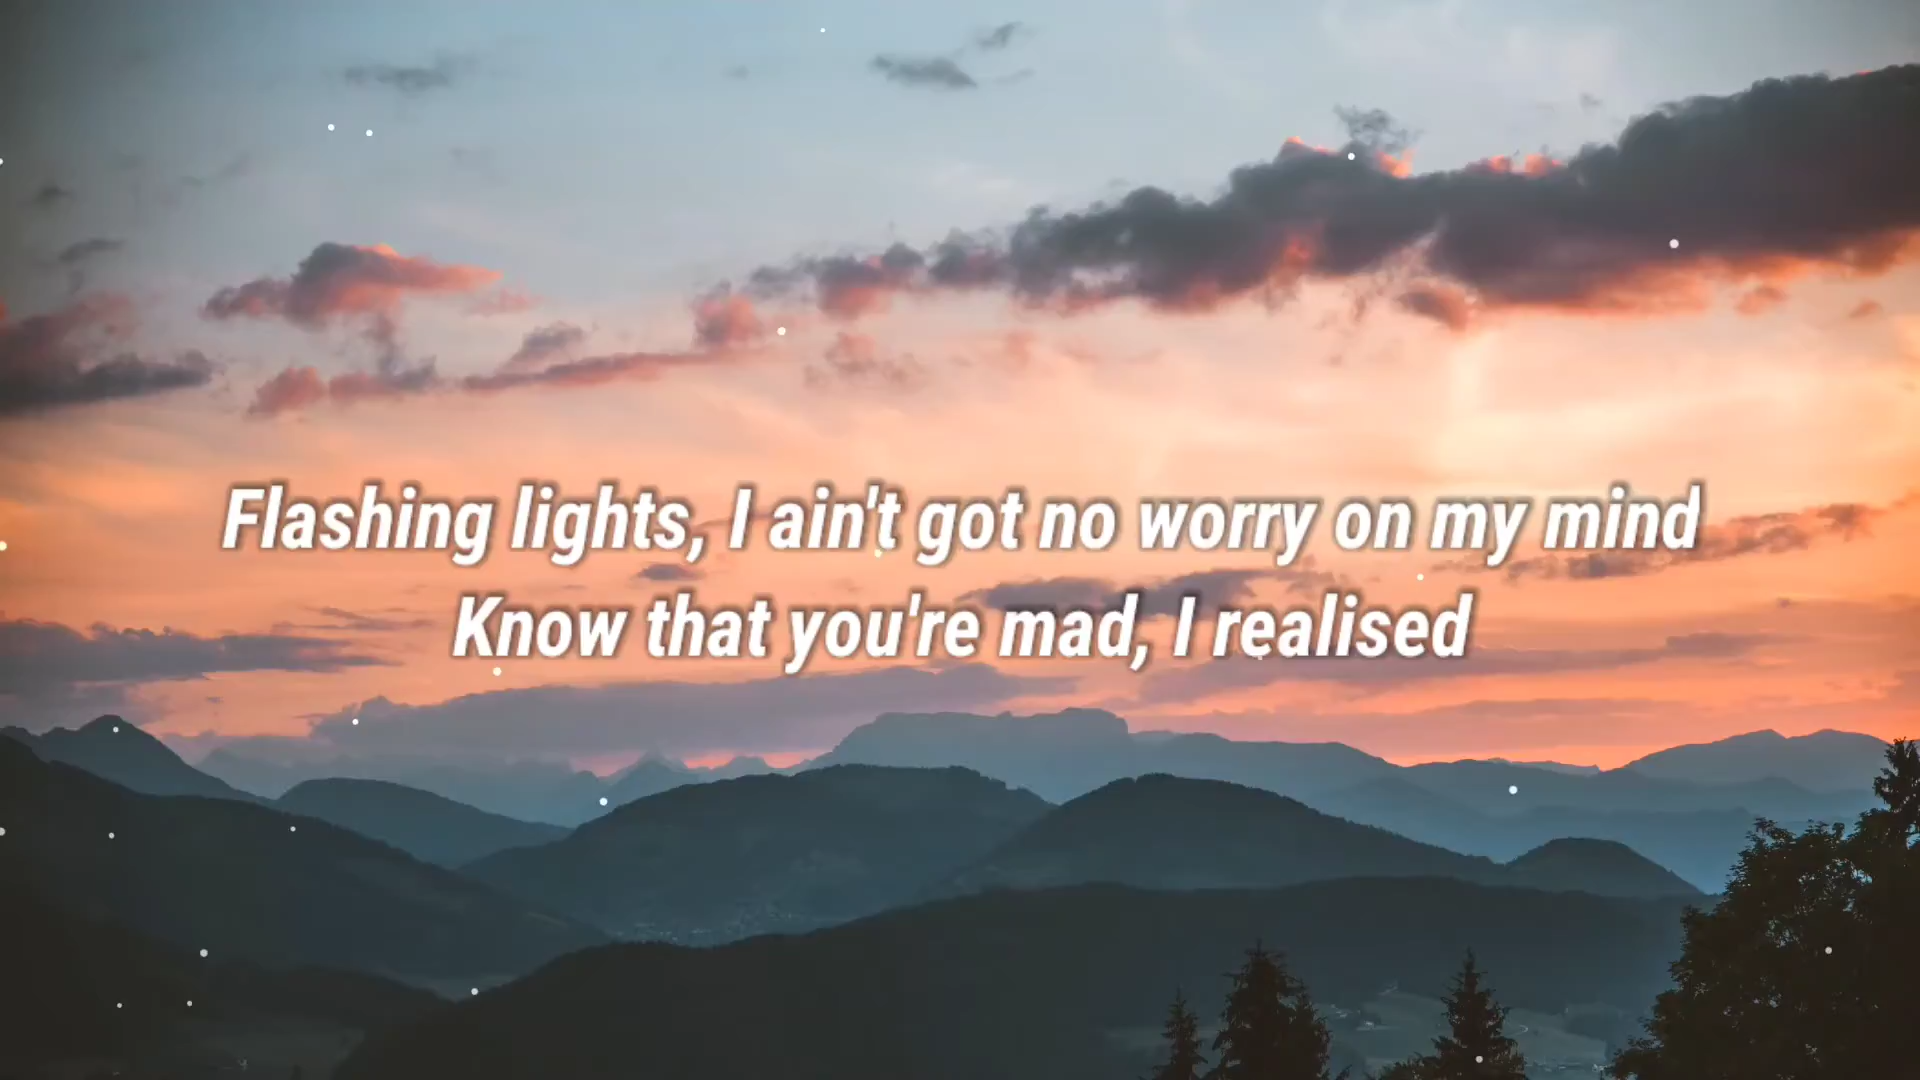 Flashing lights, I ain't got no worry on my mind
Know that you're mad, I realised